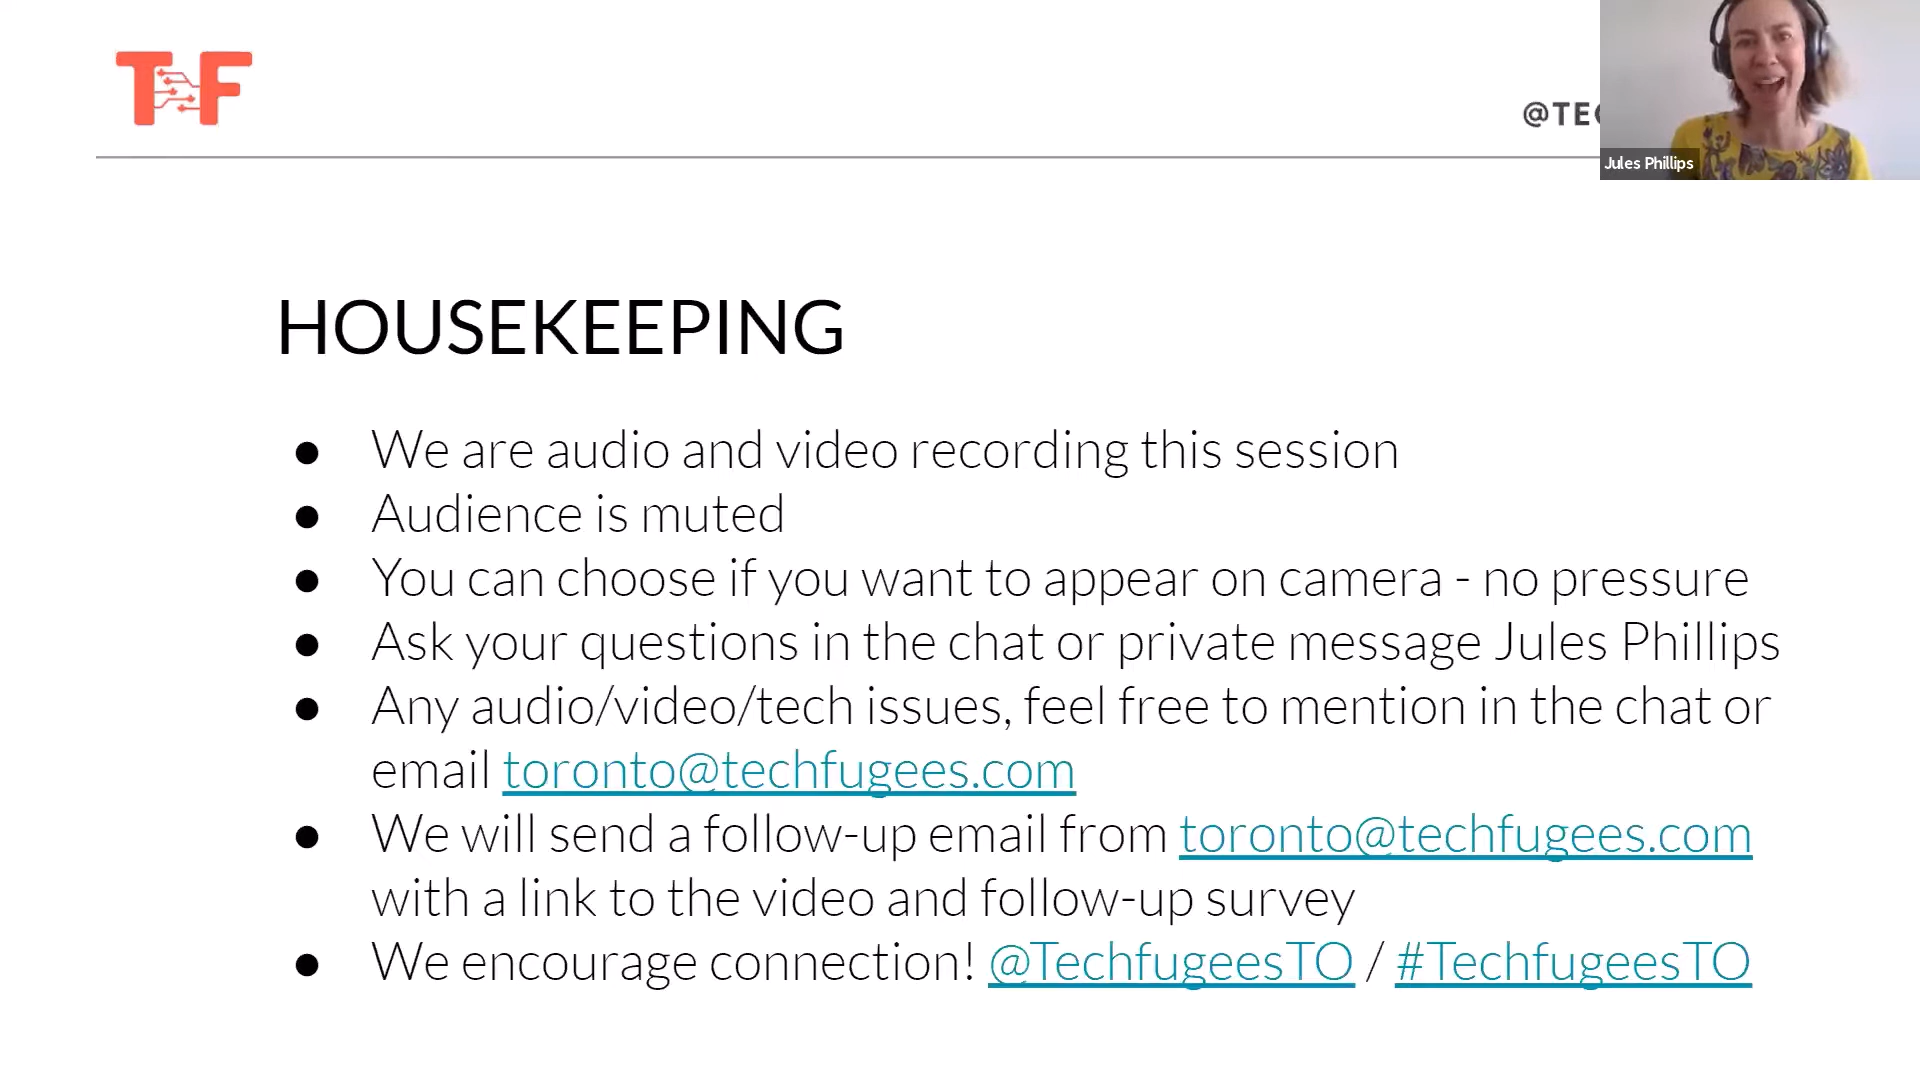 TF
@TEC
Jules Phillips
HOUSEKEEPING
● We are audio and video recording this session
● Audience is muted
● You can choose if you want to appear on camera - no pressure
● Ask your questions in the chat or private message Jules Phillips
● Any audio/video/tech issues, feel free to mention in the chat or
email toronto@techfugees.com
● We will send a follow-up email from toronto@techfugees.com
with a link to the video and follow-up survey
● We encourage connection! @TechfugeesTO / #TechfugeesTO